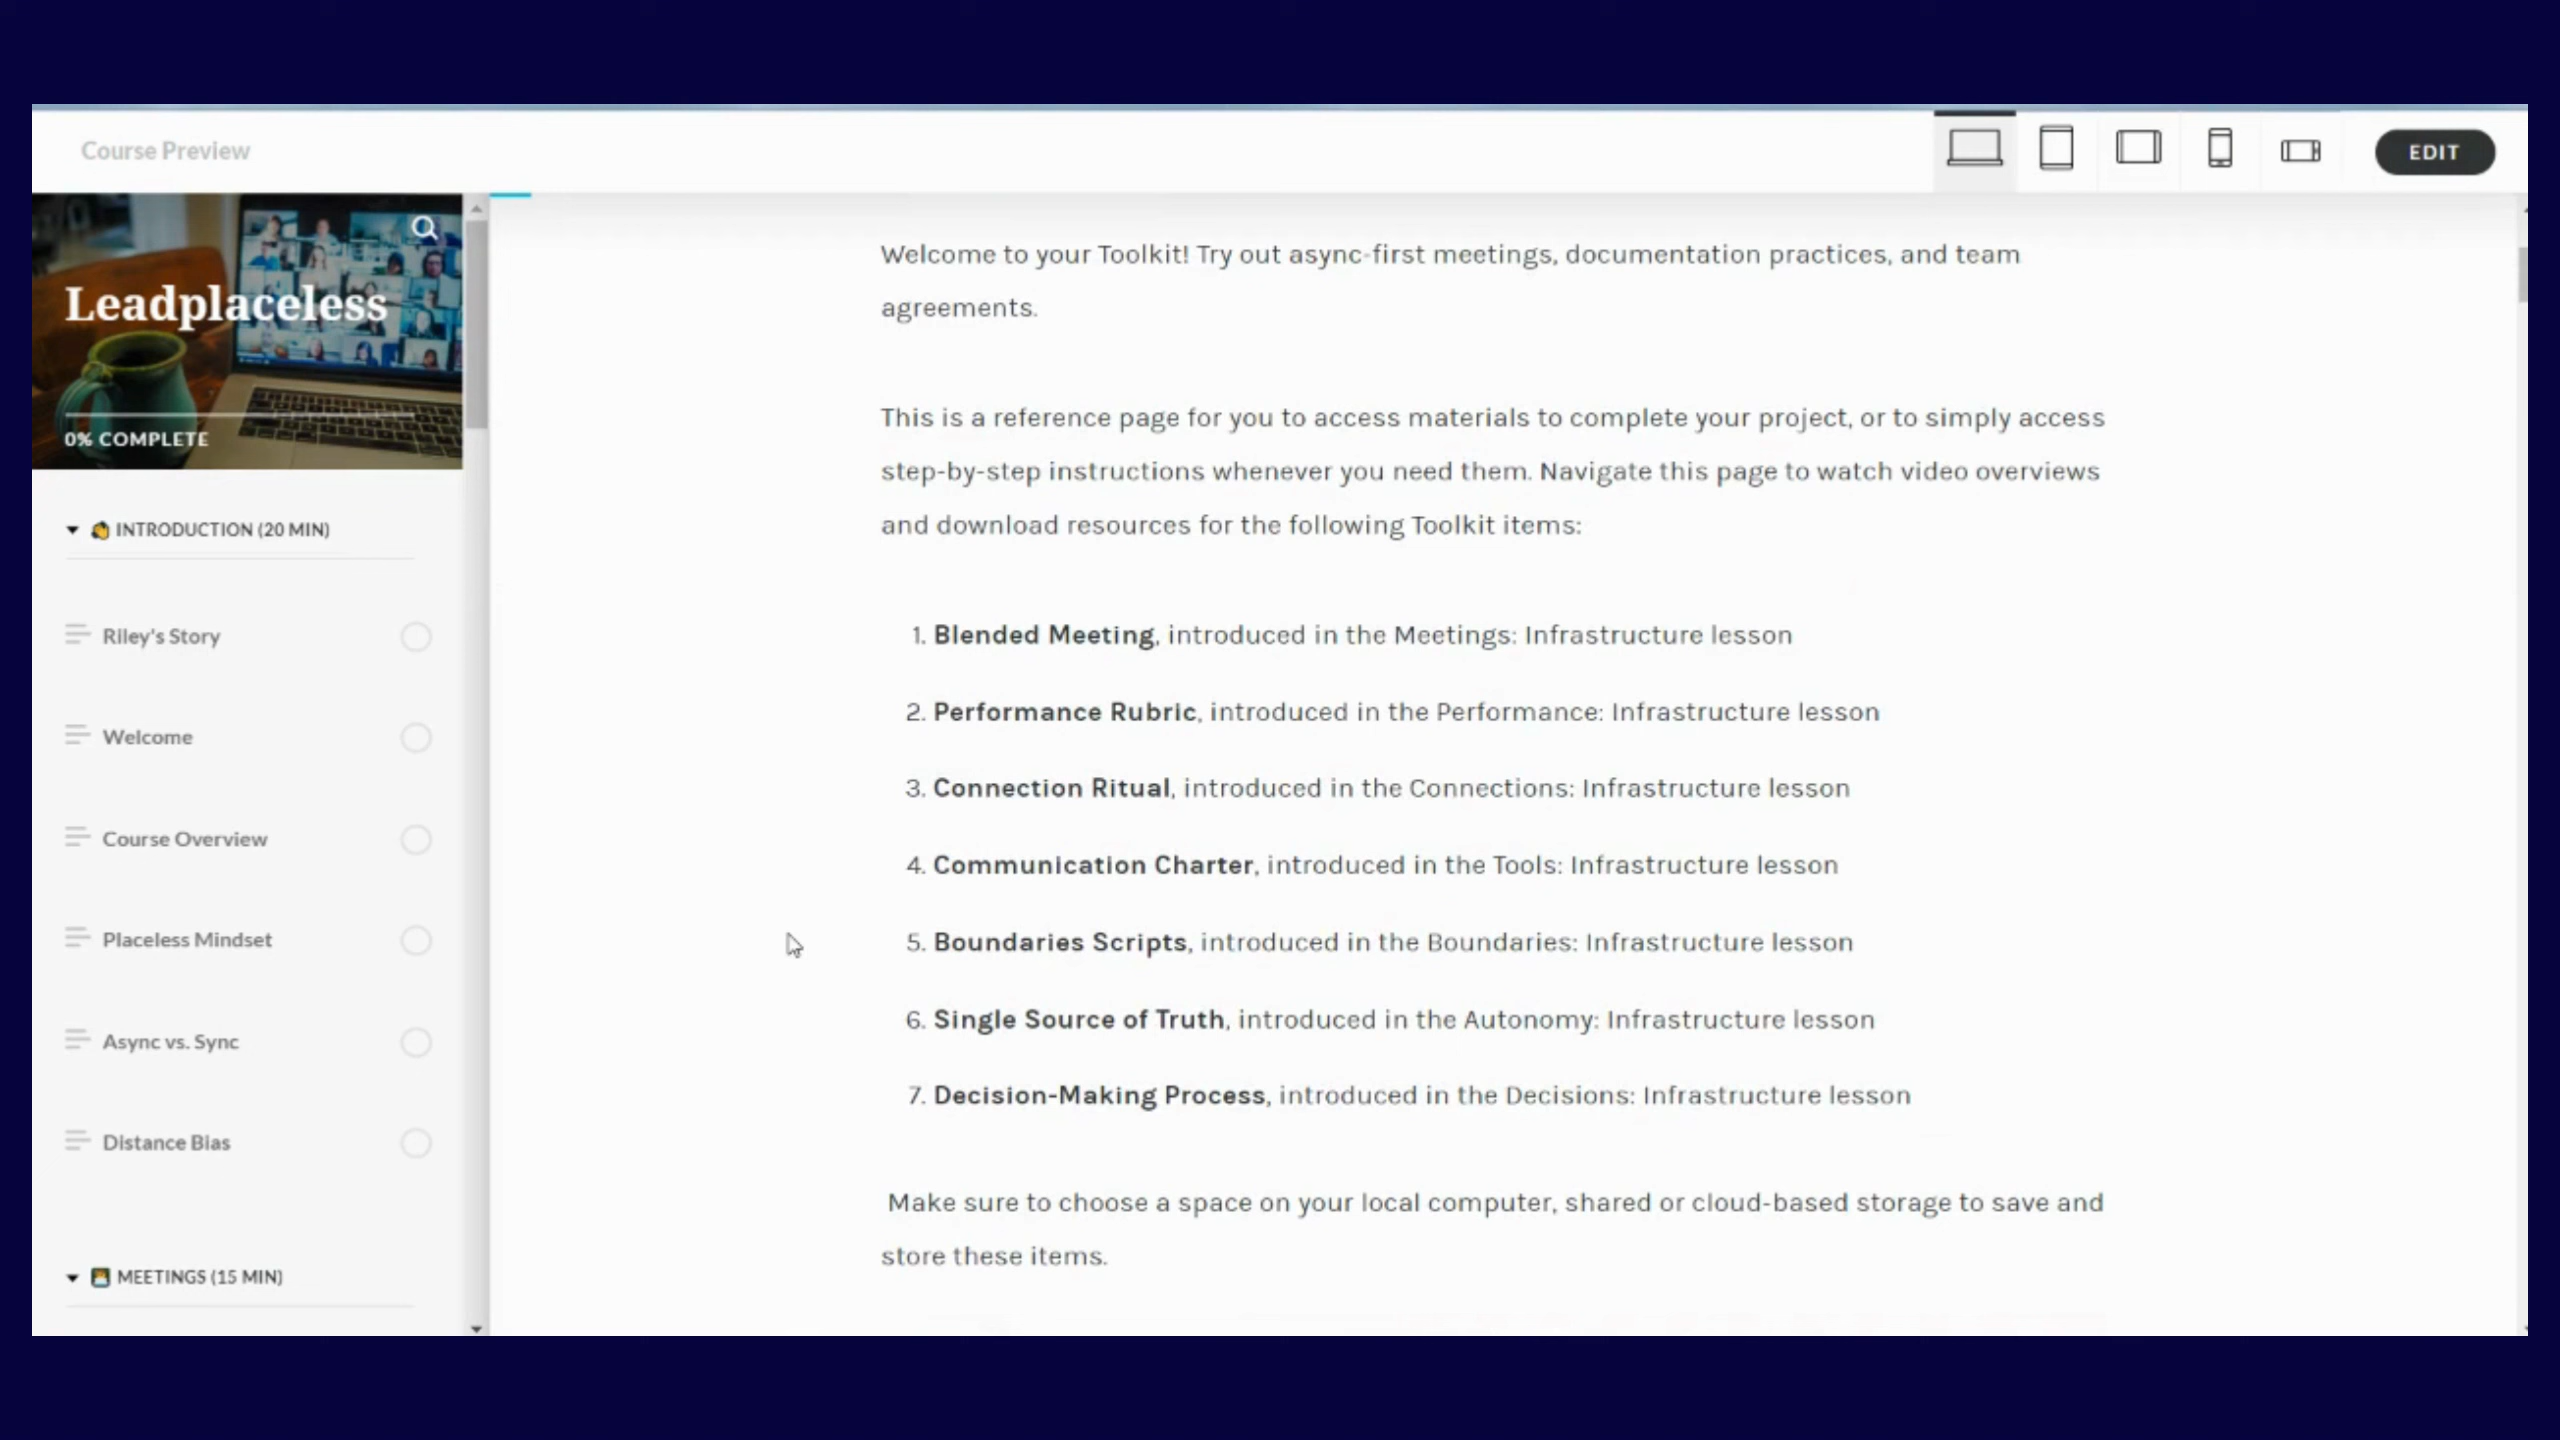 Course Preview
EDIT
Leadplaceless
0% COMPLETE
INTRODUCTION (20 MIN)
Riley's Story
Welcome
Course Overview
Placeless Mindset
Async vs. Sync
Distance Bias
MEETINGS (15 MIN)
Welcome to your Toolkit! Try out async-first meetings, documentation practices, and team
agreements.
This is a reference page for you to access materials to complete your project, or to simply access
step-by-step instructions whenever you need them. Navigate this page to watch video overviews
and download resources for the following Toolkit items:
1. Blended Meeting, introduced in the Meetings: Infrastructure lesson
2. Performance Rubric, introduced in the Performance: Infrastructure lesson
3. Connection Ritual, introduced in the Connections: Infrastructure lesson
4. Communication Charter, introduced in the Tools: Infrastructure lesson
5. Boundaries Scripts, introduced in the Boundaries: Infrastructure lesson
6. Single Source of Truth, introduced in the Autonomy: Infrastructure lesson
7. Decision-Making Process, introduced in the Decisions: Infrastructure lesson
Make sure to choose a space on your local computer, shared or cloud-based storage to save and
store these items.